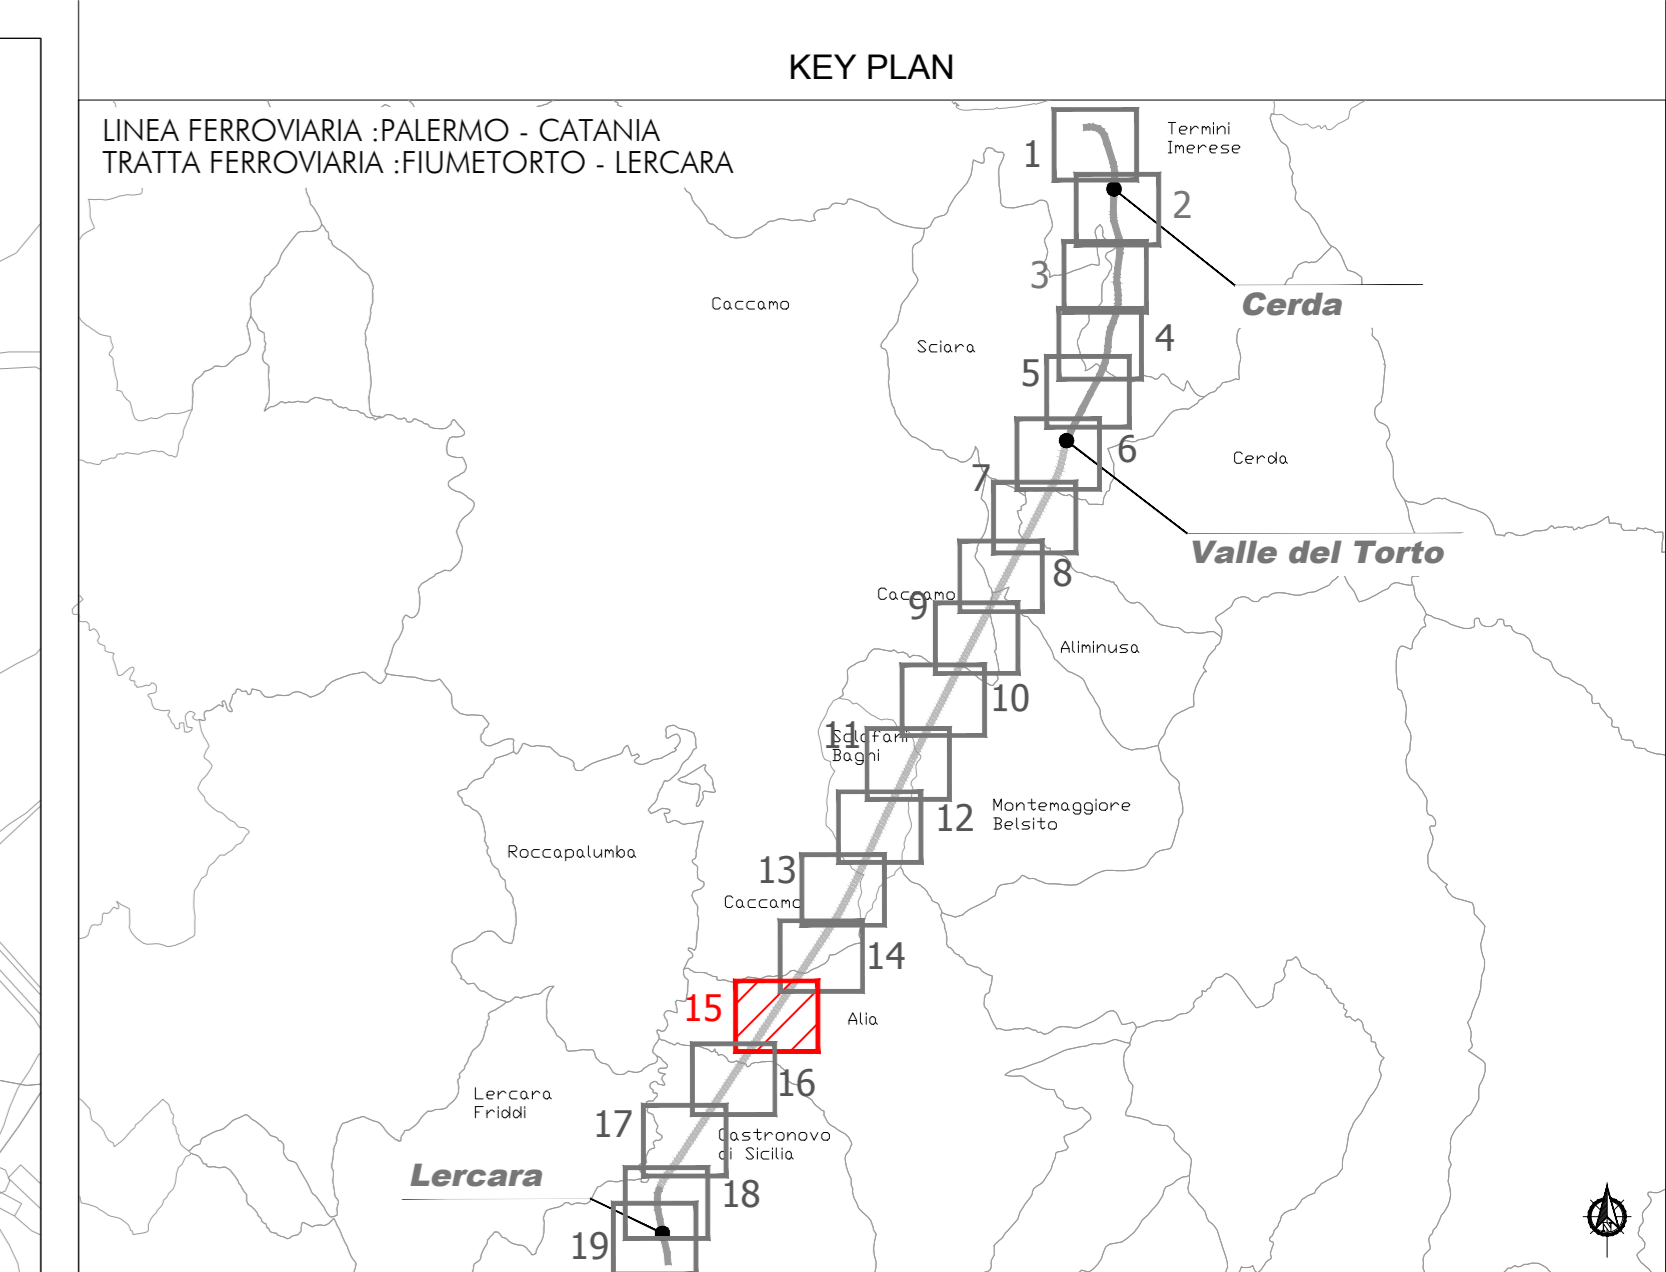 KEY PLAN
LINEA FERROVIARIA :PALERMO - CATANIA
TRATTA FERROVIARIA :FIUMETORTO - LERCARA
1
Termini
Imerese
2
3
Cerda
Caccamo
4
Sciara
5
6
Cerda
7
Valle del Torto
8
Caccamo
9
Aliminusa
10
11
Sclafani
Bagni
12
Montemaggiore
Belsito
Roccapalumba
13
Caccamo
14
15
Alia
16
Lercara
Friddi
17
Castronovo
di Sicilia
Lercara
18
19
N